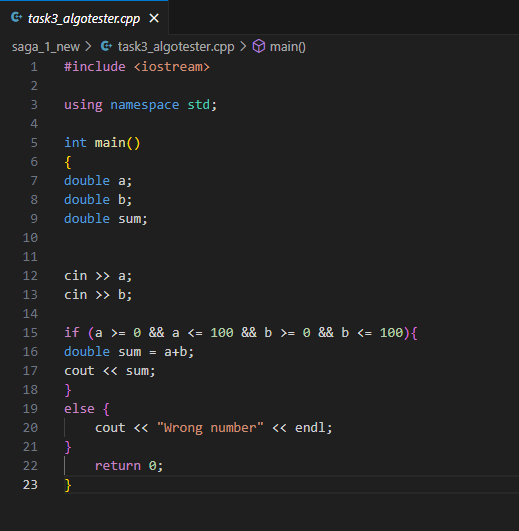 task3_algotester.cpp
saga_1_new > task3_algotester.cpp > main()
1 #include <iostream>
2
3 using namespace std;
4
5 int main()
6 {
7 double a;
8 double b;
9 double sum;
10
11
12 cin >> a;
13 cin >> b;
14
15 if (a >= 0 && a <= 100 && b >= 0 && b <= 100){
16 double sum = a+b;
17 cout << sum;
18 }
19 else {
20     cout << "Wrong number" << endl;
21 }
22     return 0;
23 }